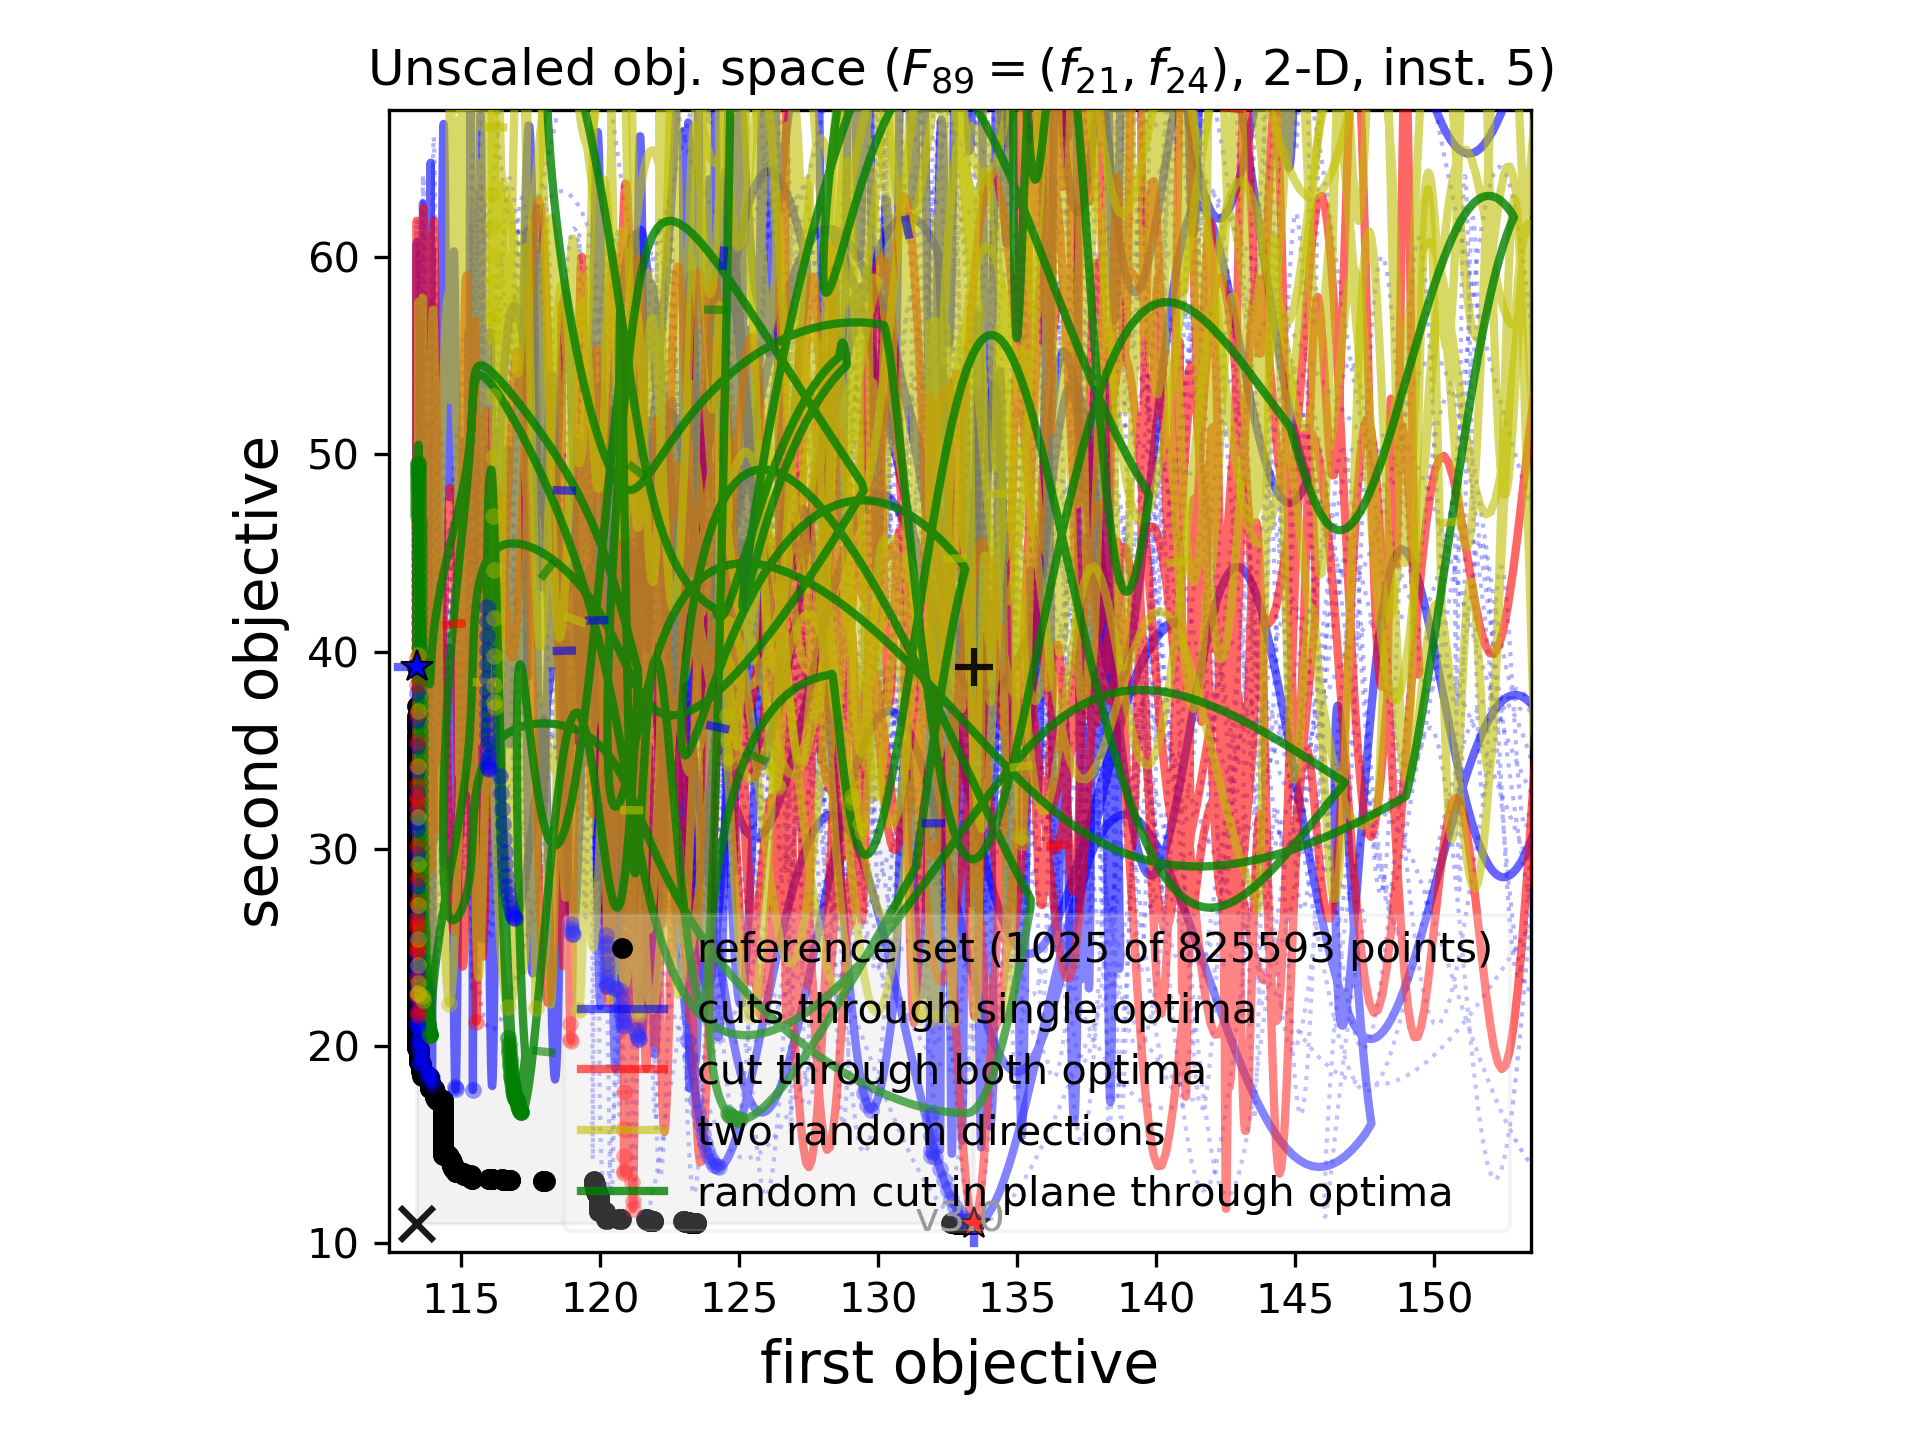 Unscaled obj. space ($F_{89} = (f_{21}, f_{24})$, 2-D, inst. 5)
60
50
40
30
20
10
second objective
reference set (1025 of 825593 points)
cuts through single optima
cut through both optima
two random directions
random cut in plane through optima
115 120 125 130 135 140 145 150
first objective